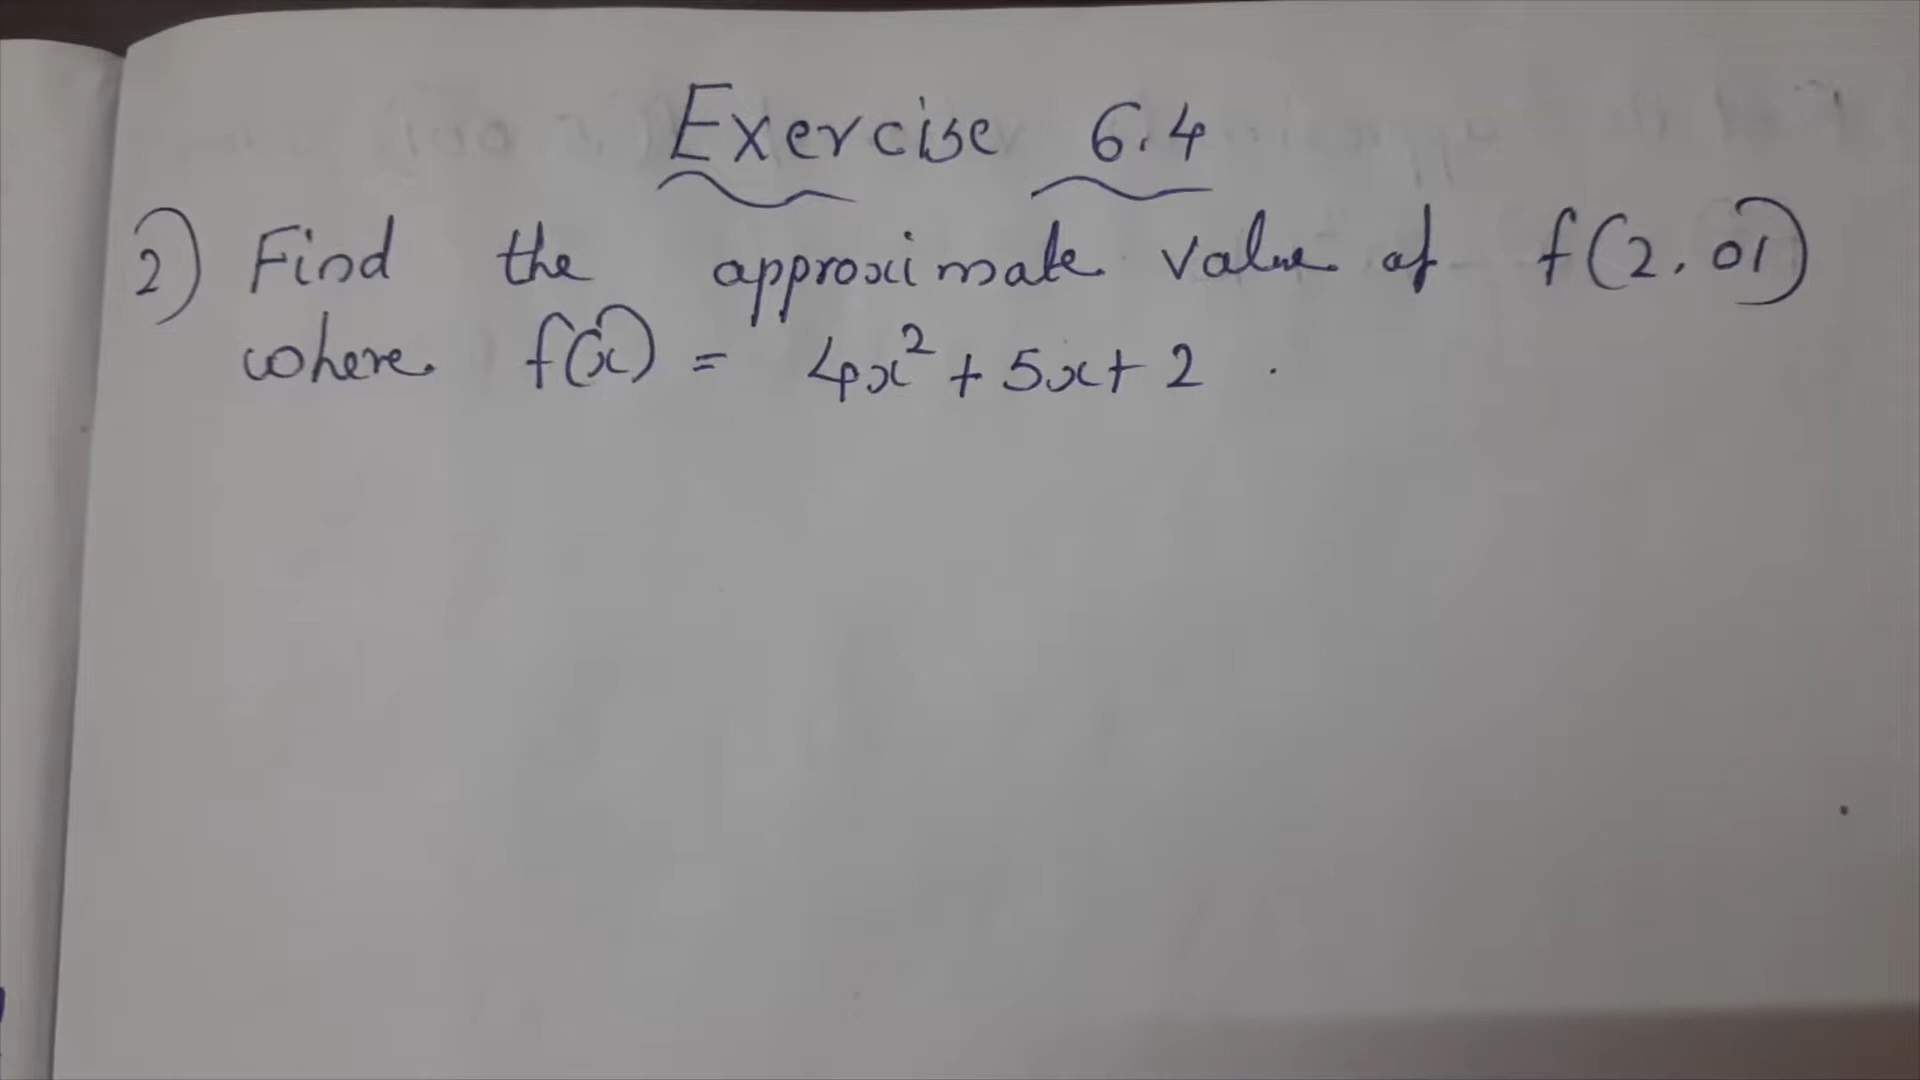 Exercise 6.4
2) Find the approximate value of f(2.01)
where f(x) = 4x² + 5x + 2 .